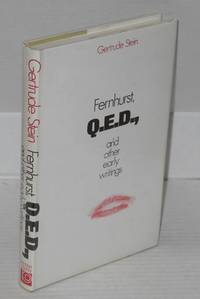 Gertrude Stein
Fernhurst,
Q.E.D.,
and
other
early
writings
Gertrude Stein Fernhurst, Q.E.D.,